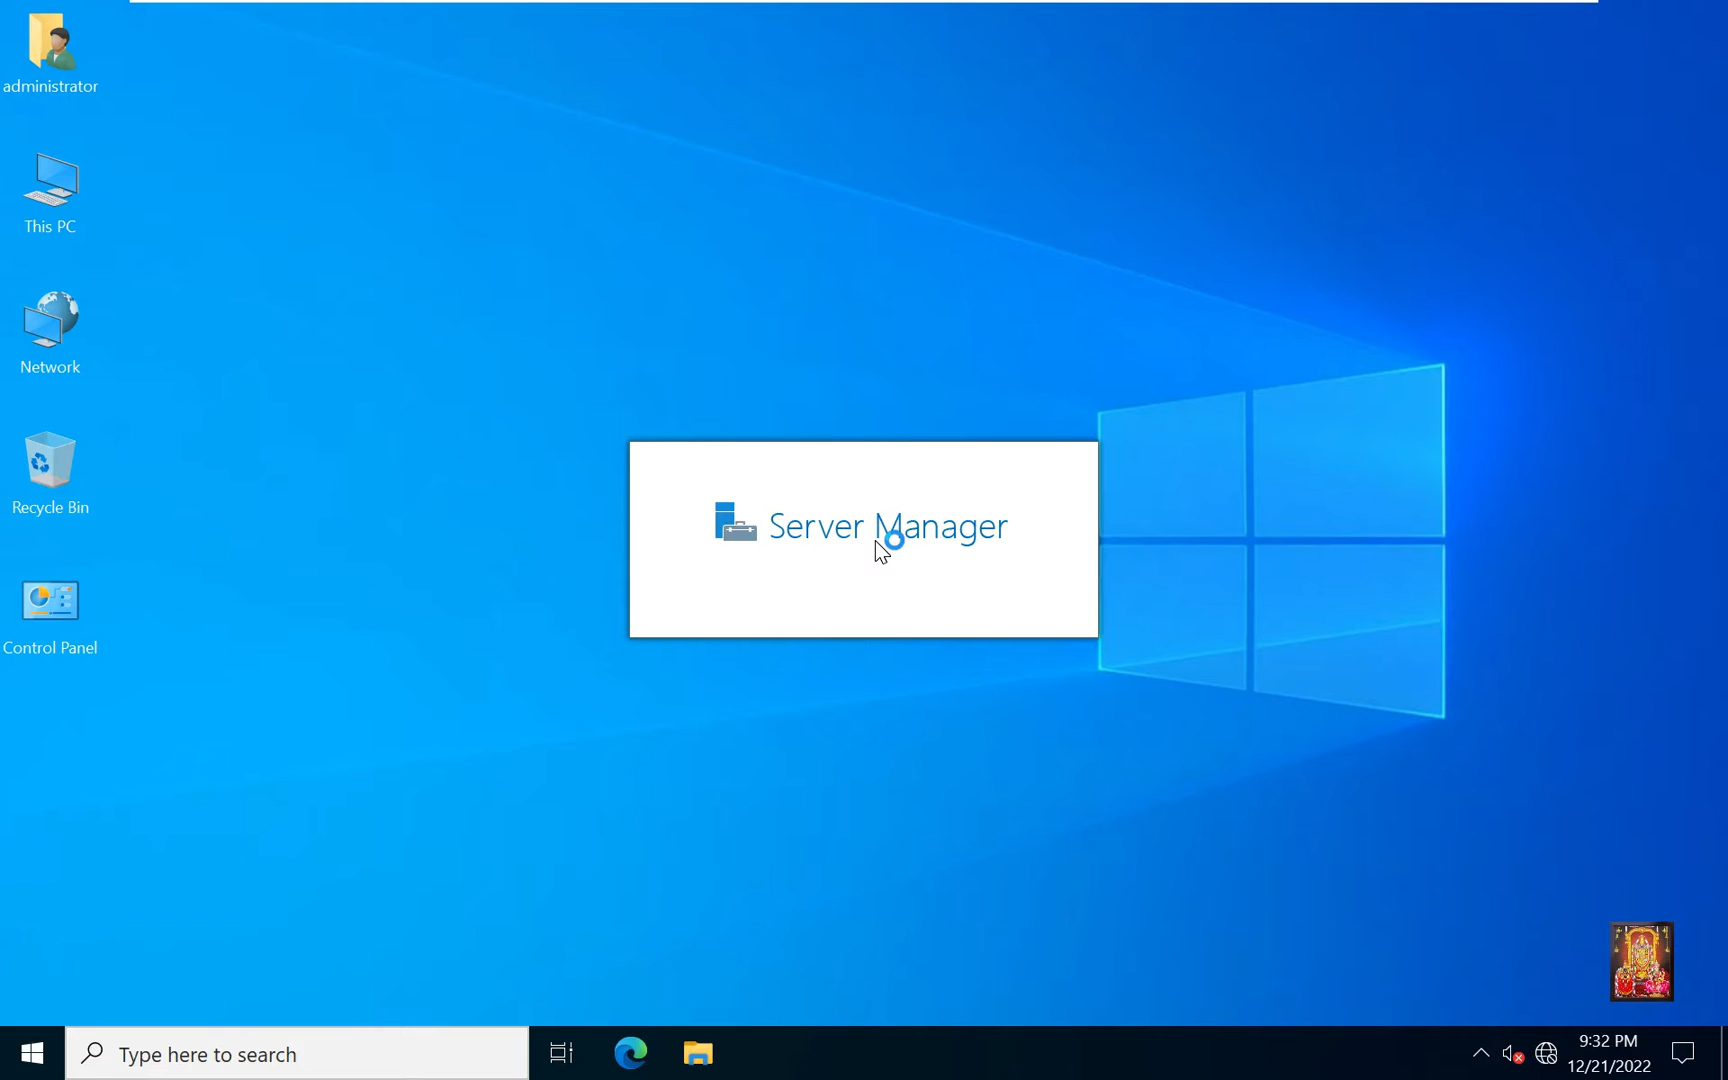 administrator
This PC
Network
Recycle Bin
Control Panel
Server Manager
Type here to search
9:32 PM
12/21/2022